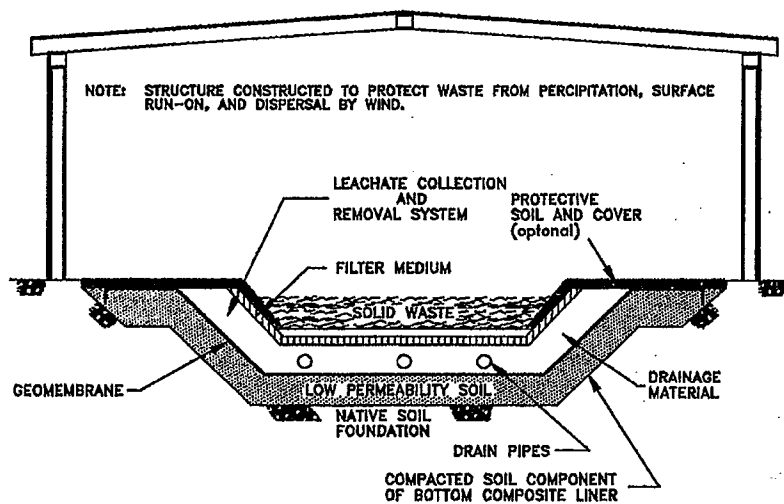 NOTE: STRUCTURE CONSTRUCTED TO PROTECT WASTE FROM PERCIPITATION, SURFACE
RUN-ON, AND DISPERSAL BY WIND.
LEACHATE COLLECTION
AND
REMOVAL SYSTEM
PROTECTIVE
SOIL AND COVER
(optonal)
FILTER MEDIUM
SOLID WASTE
GEOMEMBRANE
LOW PERMEABILITY SOIL
DRAINAGE
MATERIAL
NATIVE SOIL
FOUNDATION
DRAIN PIPES
COMPACTED SOIL COMPONENT
OF BOTTOM COMPOSITE LINER